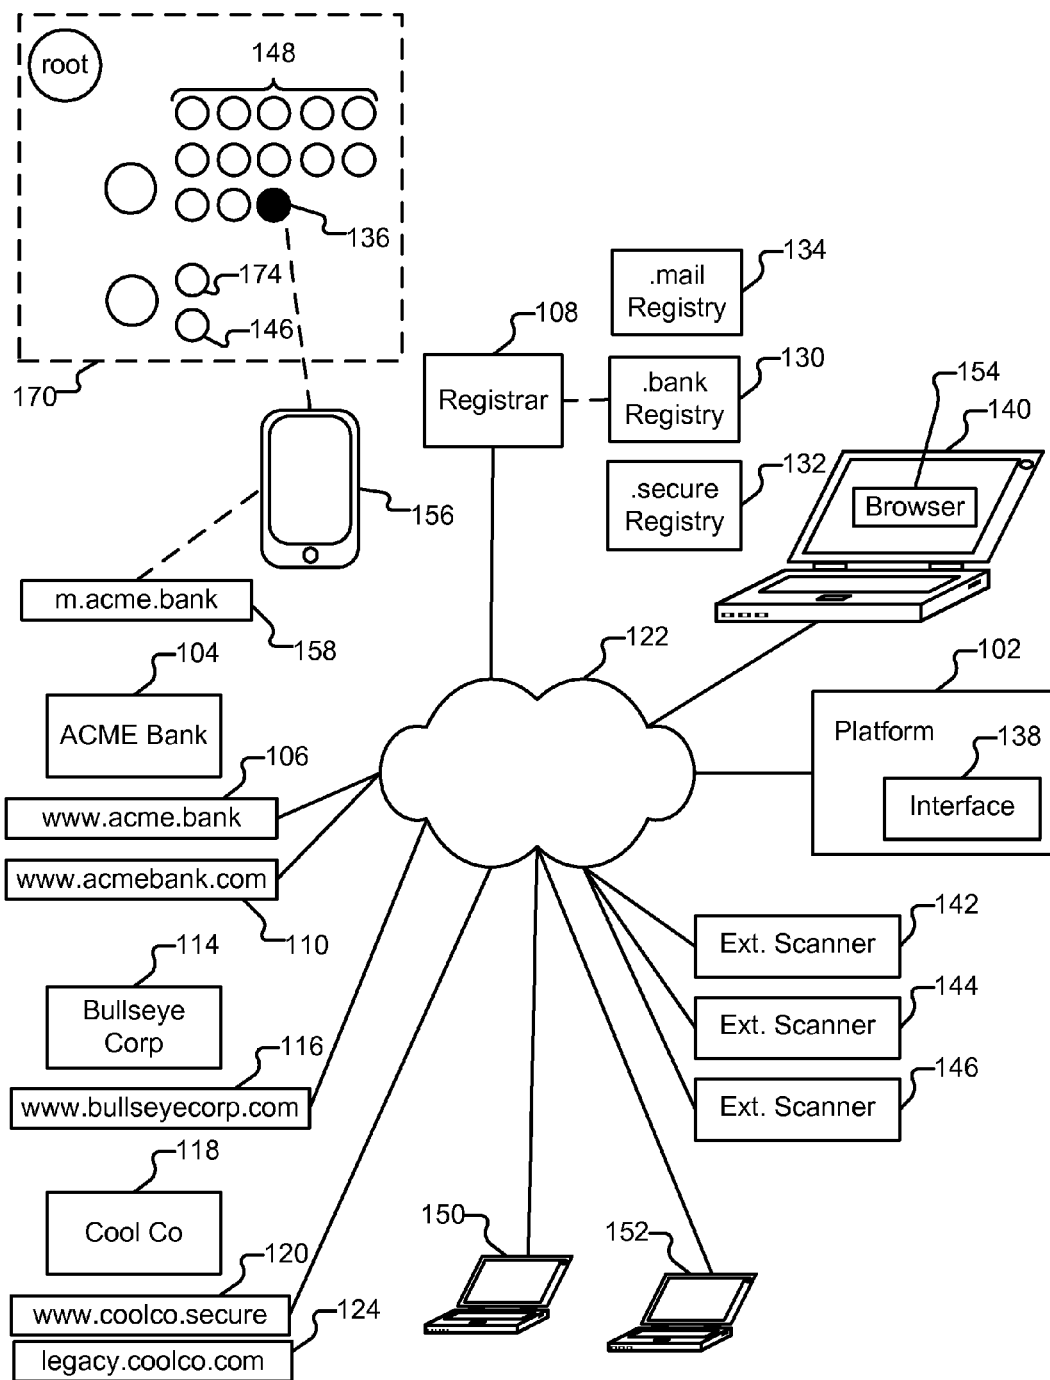 root
148
136
174
146
170
134
.mail
Registry
108
Registrar
130
.bank
Registry
154
140
132
.secure
Registry
Browser
156
m.acme.bank
158
104
ACME Bank
122
102
Platform
138
Interface
106
www.acme.bank
www.acmebank.com
110
114
Bullseye
Corp
142
Ext. Scanner
144
Ext. Scanner
116
www.bullseyecorp.com
146
Ext. Scanner
118
Cool Co
150
152
120
www.coolco.secure
124
legacy.coolco.com